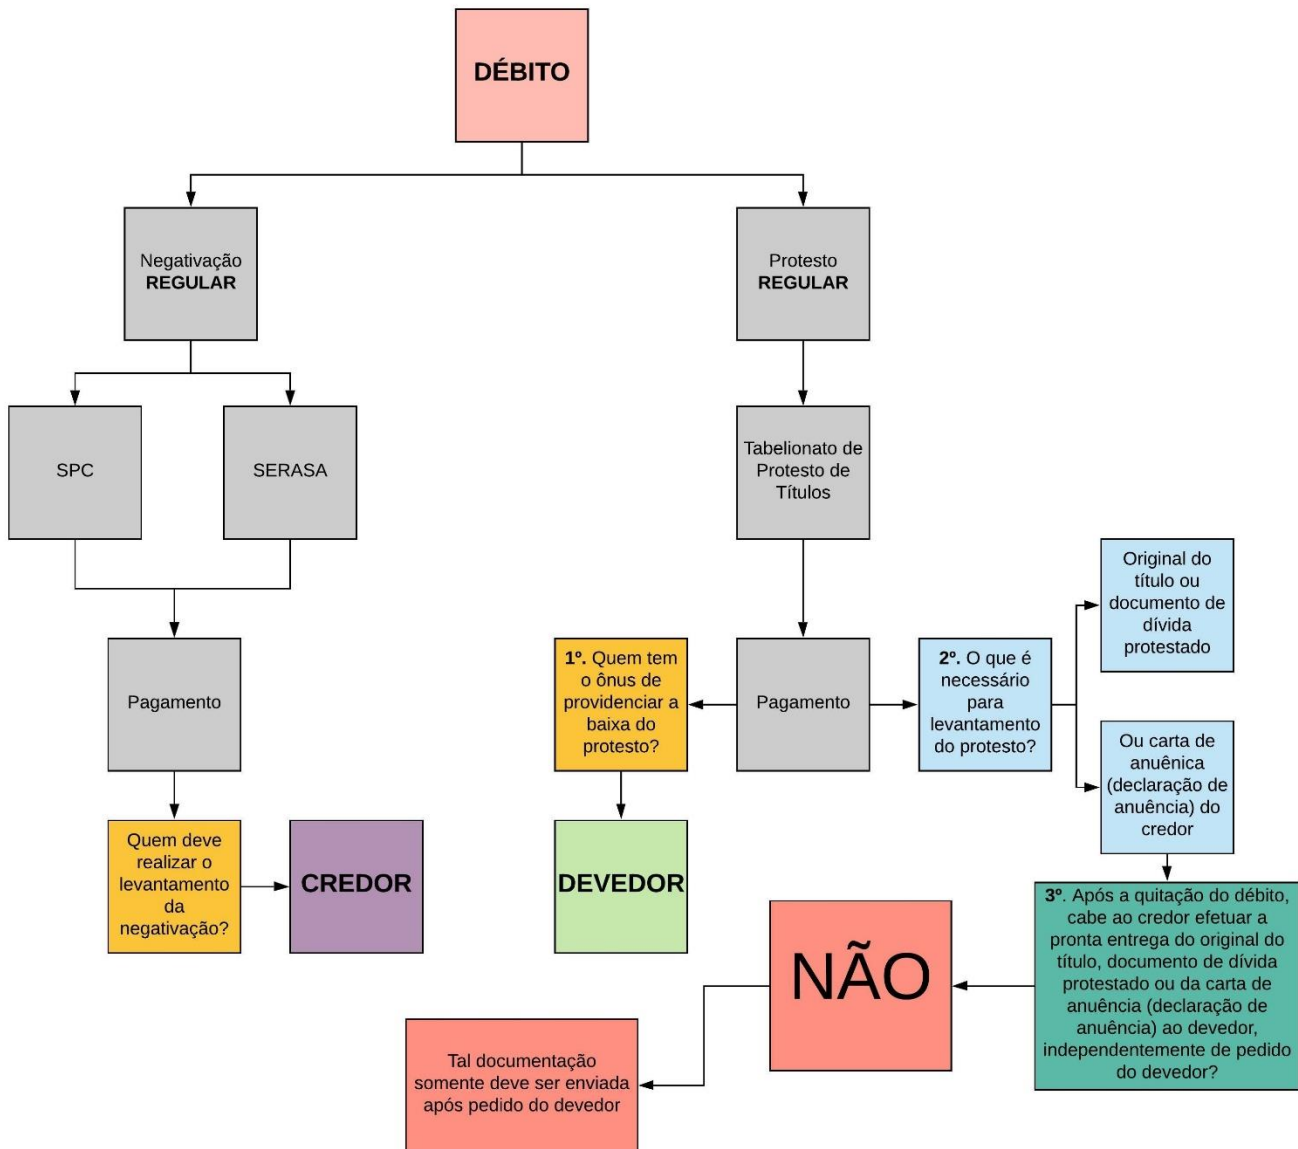 DÉBITO
Negativação
REGULAR
Protesto
REGULAR
SPC
SERASA
Tabelionato de
Protesto de
Títulos
Original do
título ou
documento de
dívida
protestado
Pagamento
1º. Quem tem
o ônus de
providenciar a
baixa do
protesto?
Pagamento
2º. O que é
necessário
para
levantamento
do protesto?
Ou carta de
anuênica
(declaração de
anuência) do
credor
Quem deve
realizar o
levantamento
da
negativação?
CREDOR
DEVEDOR
3º. Após a quitação do débito,
cabe ao credor efetuar a
pronta entrega do original do
título, documento de dívida
protestado ou da carta de
anuência (declaração de
anuência) ao devedor,
independentemente de pedido
do devedor?
NÃO
Tal documentação
somente deve ser enviada
após pedido do devedor